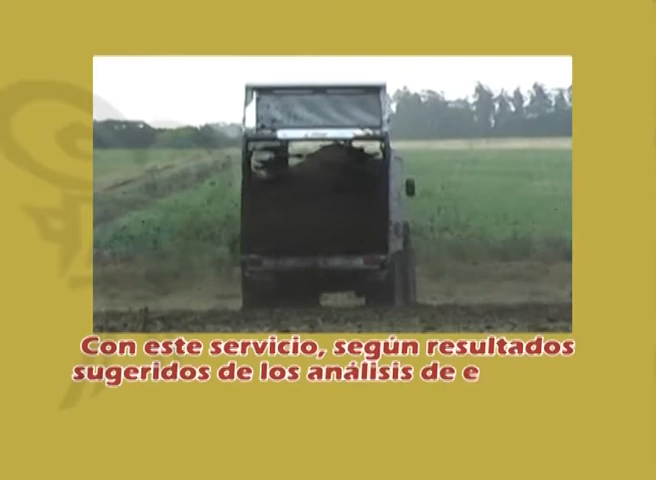 Con este servicio, según resultados
sugeridos de los análisis de e